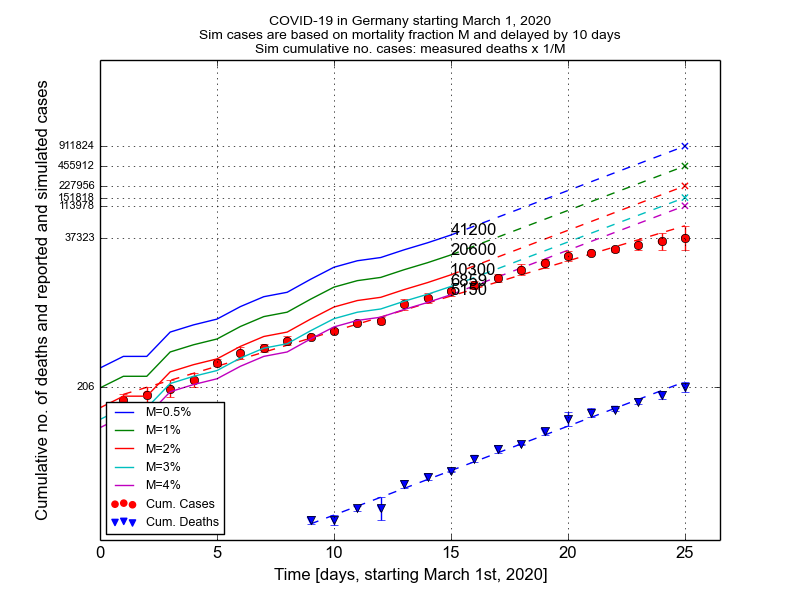 COVID-19 in Germany starting March 1, 2020
Sim cases are based on mortality fraction M and delayed by 10 days
Sim cumulative no. cases: measured deaths x 1/M
Cumulative no. of deaths and reported and simulated cases
911824
455912
227956
151818
113978
37323
206
41200
20600
10300
6859
5150
M=0.5%
M=1%
M=2%
M=3%
M=4%
Cum. Cases
Cum. Deaths
0 5 10 15 20 25
Time [days, starting March 1st, 2020]